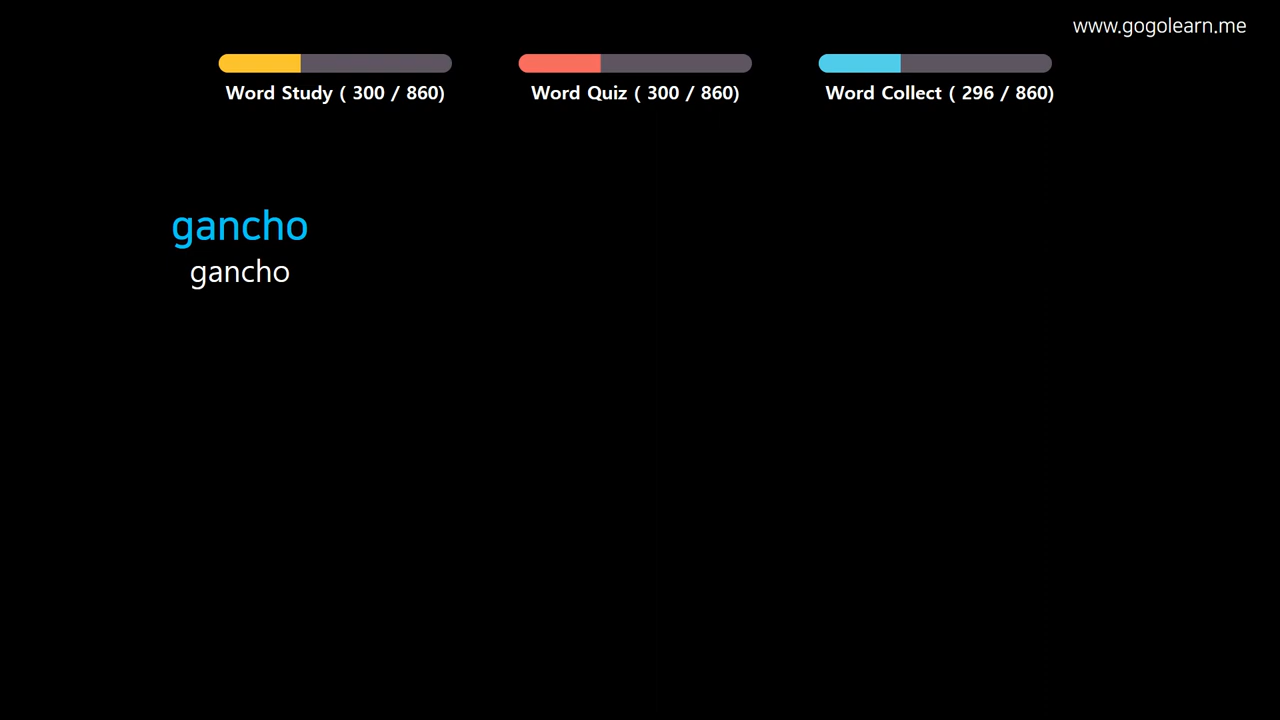 www.gogolearn.me
Word Study ( 300 / 860)
Word Quiz ( 300 / 860)
Word Collect ( 296 / 860)
gancho
gancho